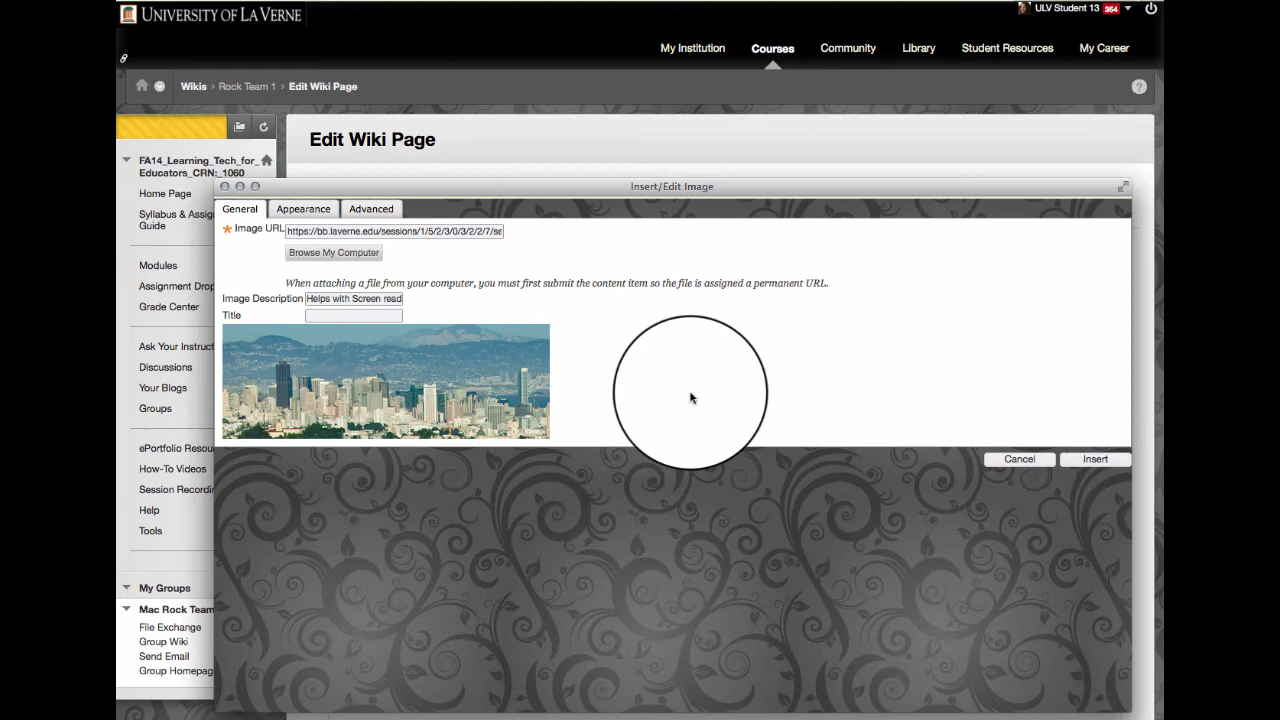 UNIVERSITY OF LA VERNE
ULV Student 13 354
My Institution Courses Community Library Student Resources My Career
Wikis > Rock Team 1 > Edit Wiki Page
?
Edit Wiki Page
FA14_Learning_Tech_for_
Educators_CRN:_1060
Home Page
Syllabus & Assig
Guide
Modules
Assignment Drop
Grade Center
Ask Your Instruct
Discussions
Your Blogs
Groups
ePortfolio Resou
How-To Videos
Session Recordin
Help
Tools
My Groups
Mac Rock Team
File Exchange
Group Wiki
Send Email
Group Homepag
Insert/Edit Image
General Appearance Advanced
* Image URL https://bb.laverne.edu/sessions/1/5/2/3/0/3/2/2/7/se
Browse My Computer
When attaching a file from your computer, you must first submit the content item so the file is assigned a permanent URL.
Image Description Helps with Screen read
Title
Cancel Insert